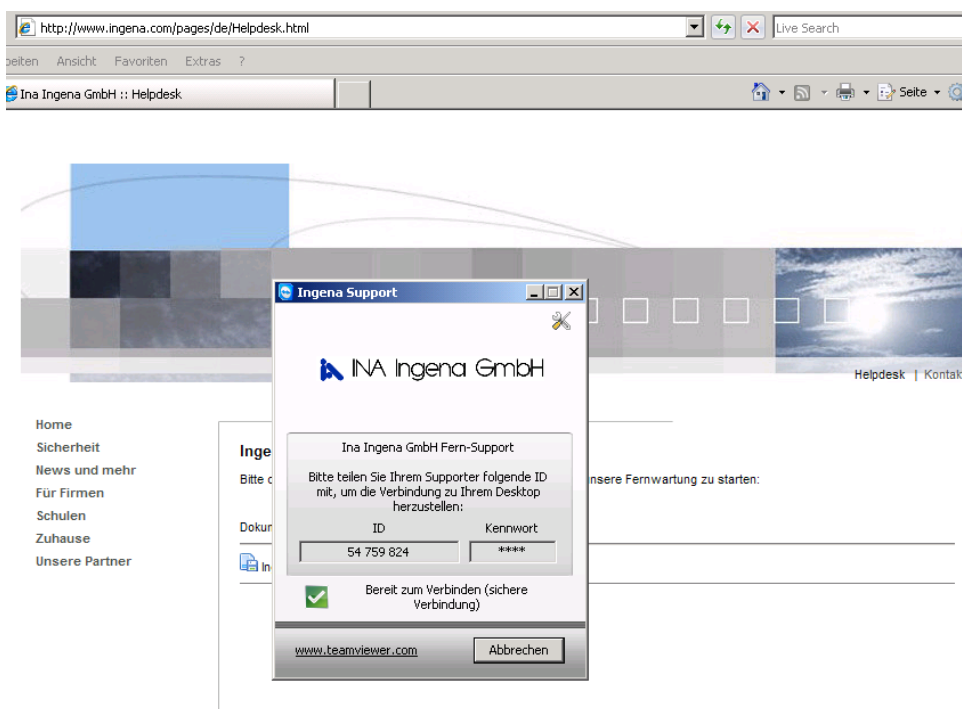 http://www.ingena.com/pages/de/Helpdesk.html
Live Search
beiten Ansicht Favoriten Extras ?
Ina Ingena GmbH :: Helpdesk
Seite
Ingena Support
INA Ingena GmbH
Helpdesk | Kontak
Home
Sicherheit
News und mehr
Für Firmen
Schulen
Zuhause
Unsere Partner
Inge
Bitte
nsere Fernwartung zu starten:
Dokur
In
Ina Ingena GmbH Fern-Support
Bitte teilen Sie Ihrem Supporter folgende ID
mit, um die Verbindung zu Ihrem Desktop
herzustellen:
ID Kennwort
54 759 824 ****
Bereit zum Verbinden (sichere
Verbindung)
www.teamviewer.com
Abbrechen